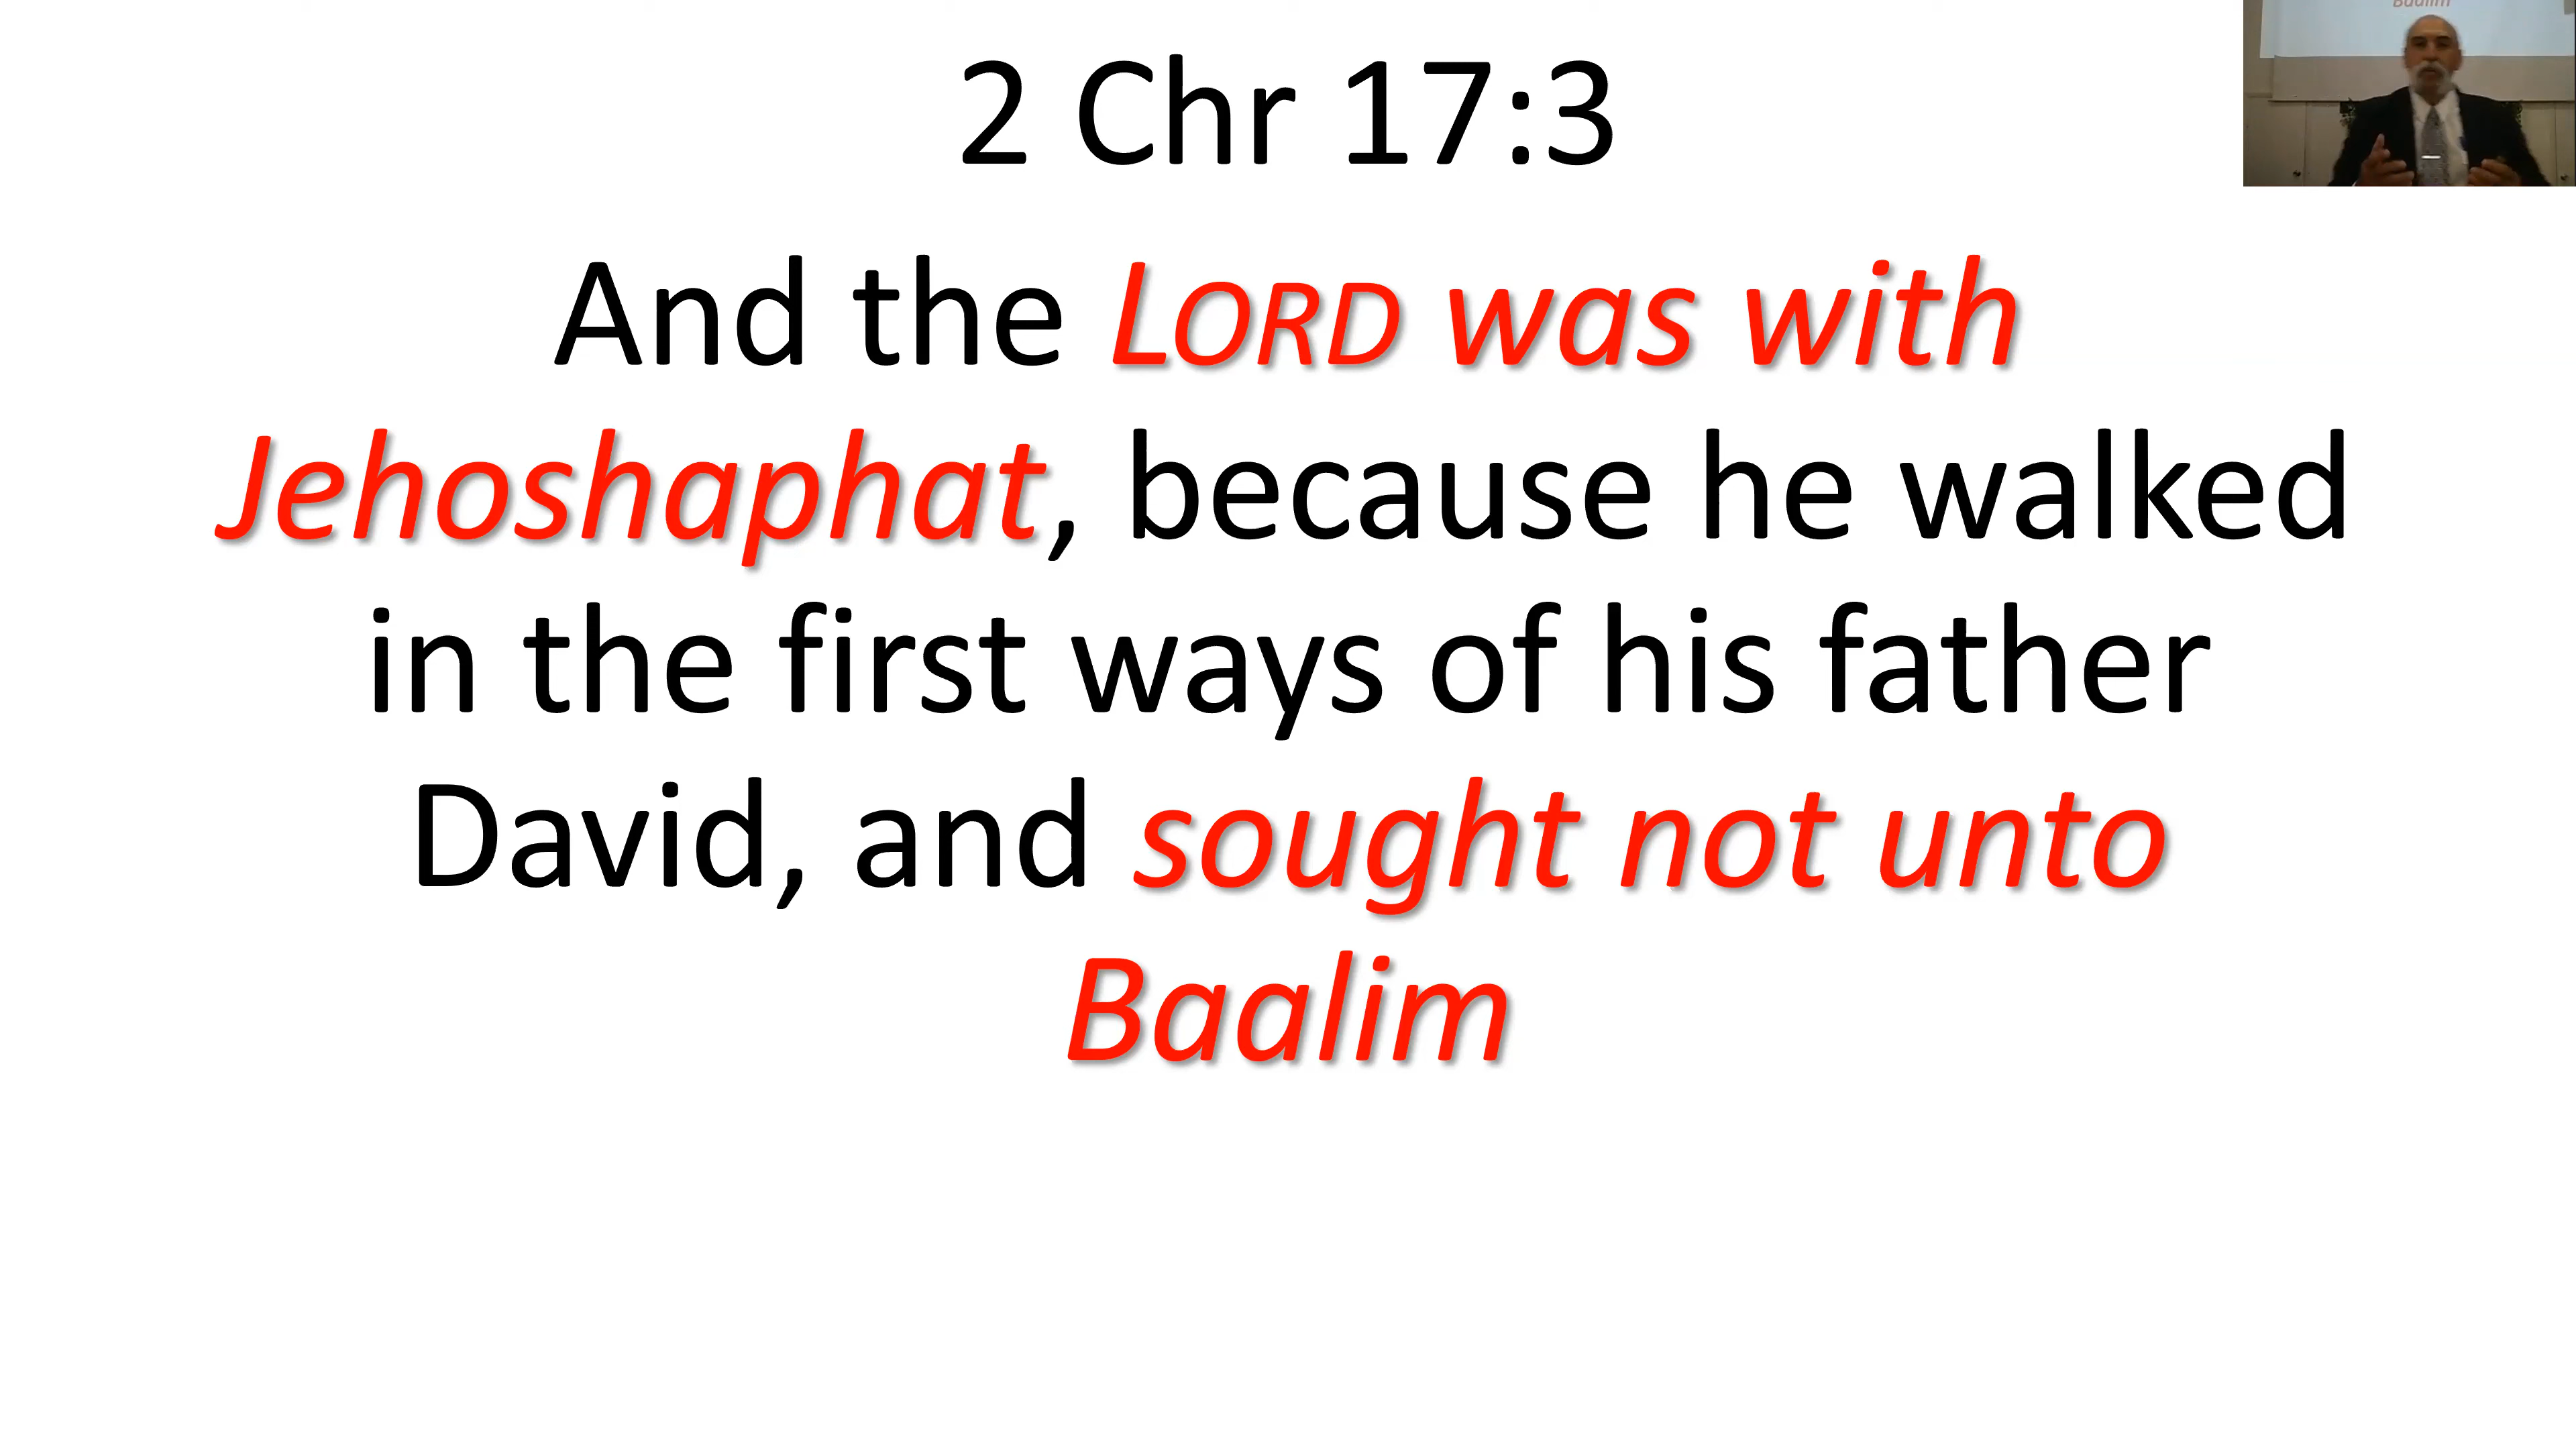 Baalim
2 Chr 17:3
And the LORD was with
Jehoshaphat, because he walked
in the first ways of his father
David, and sought not unto
Baalim